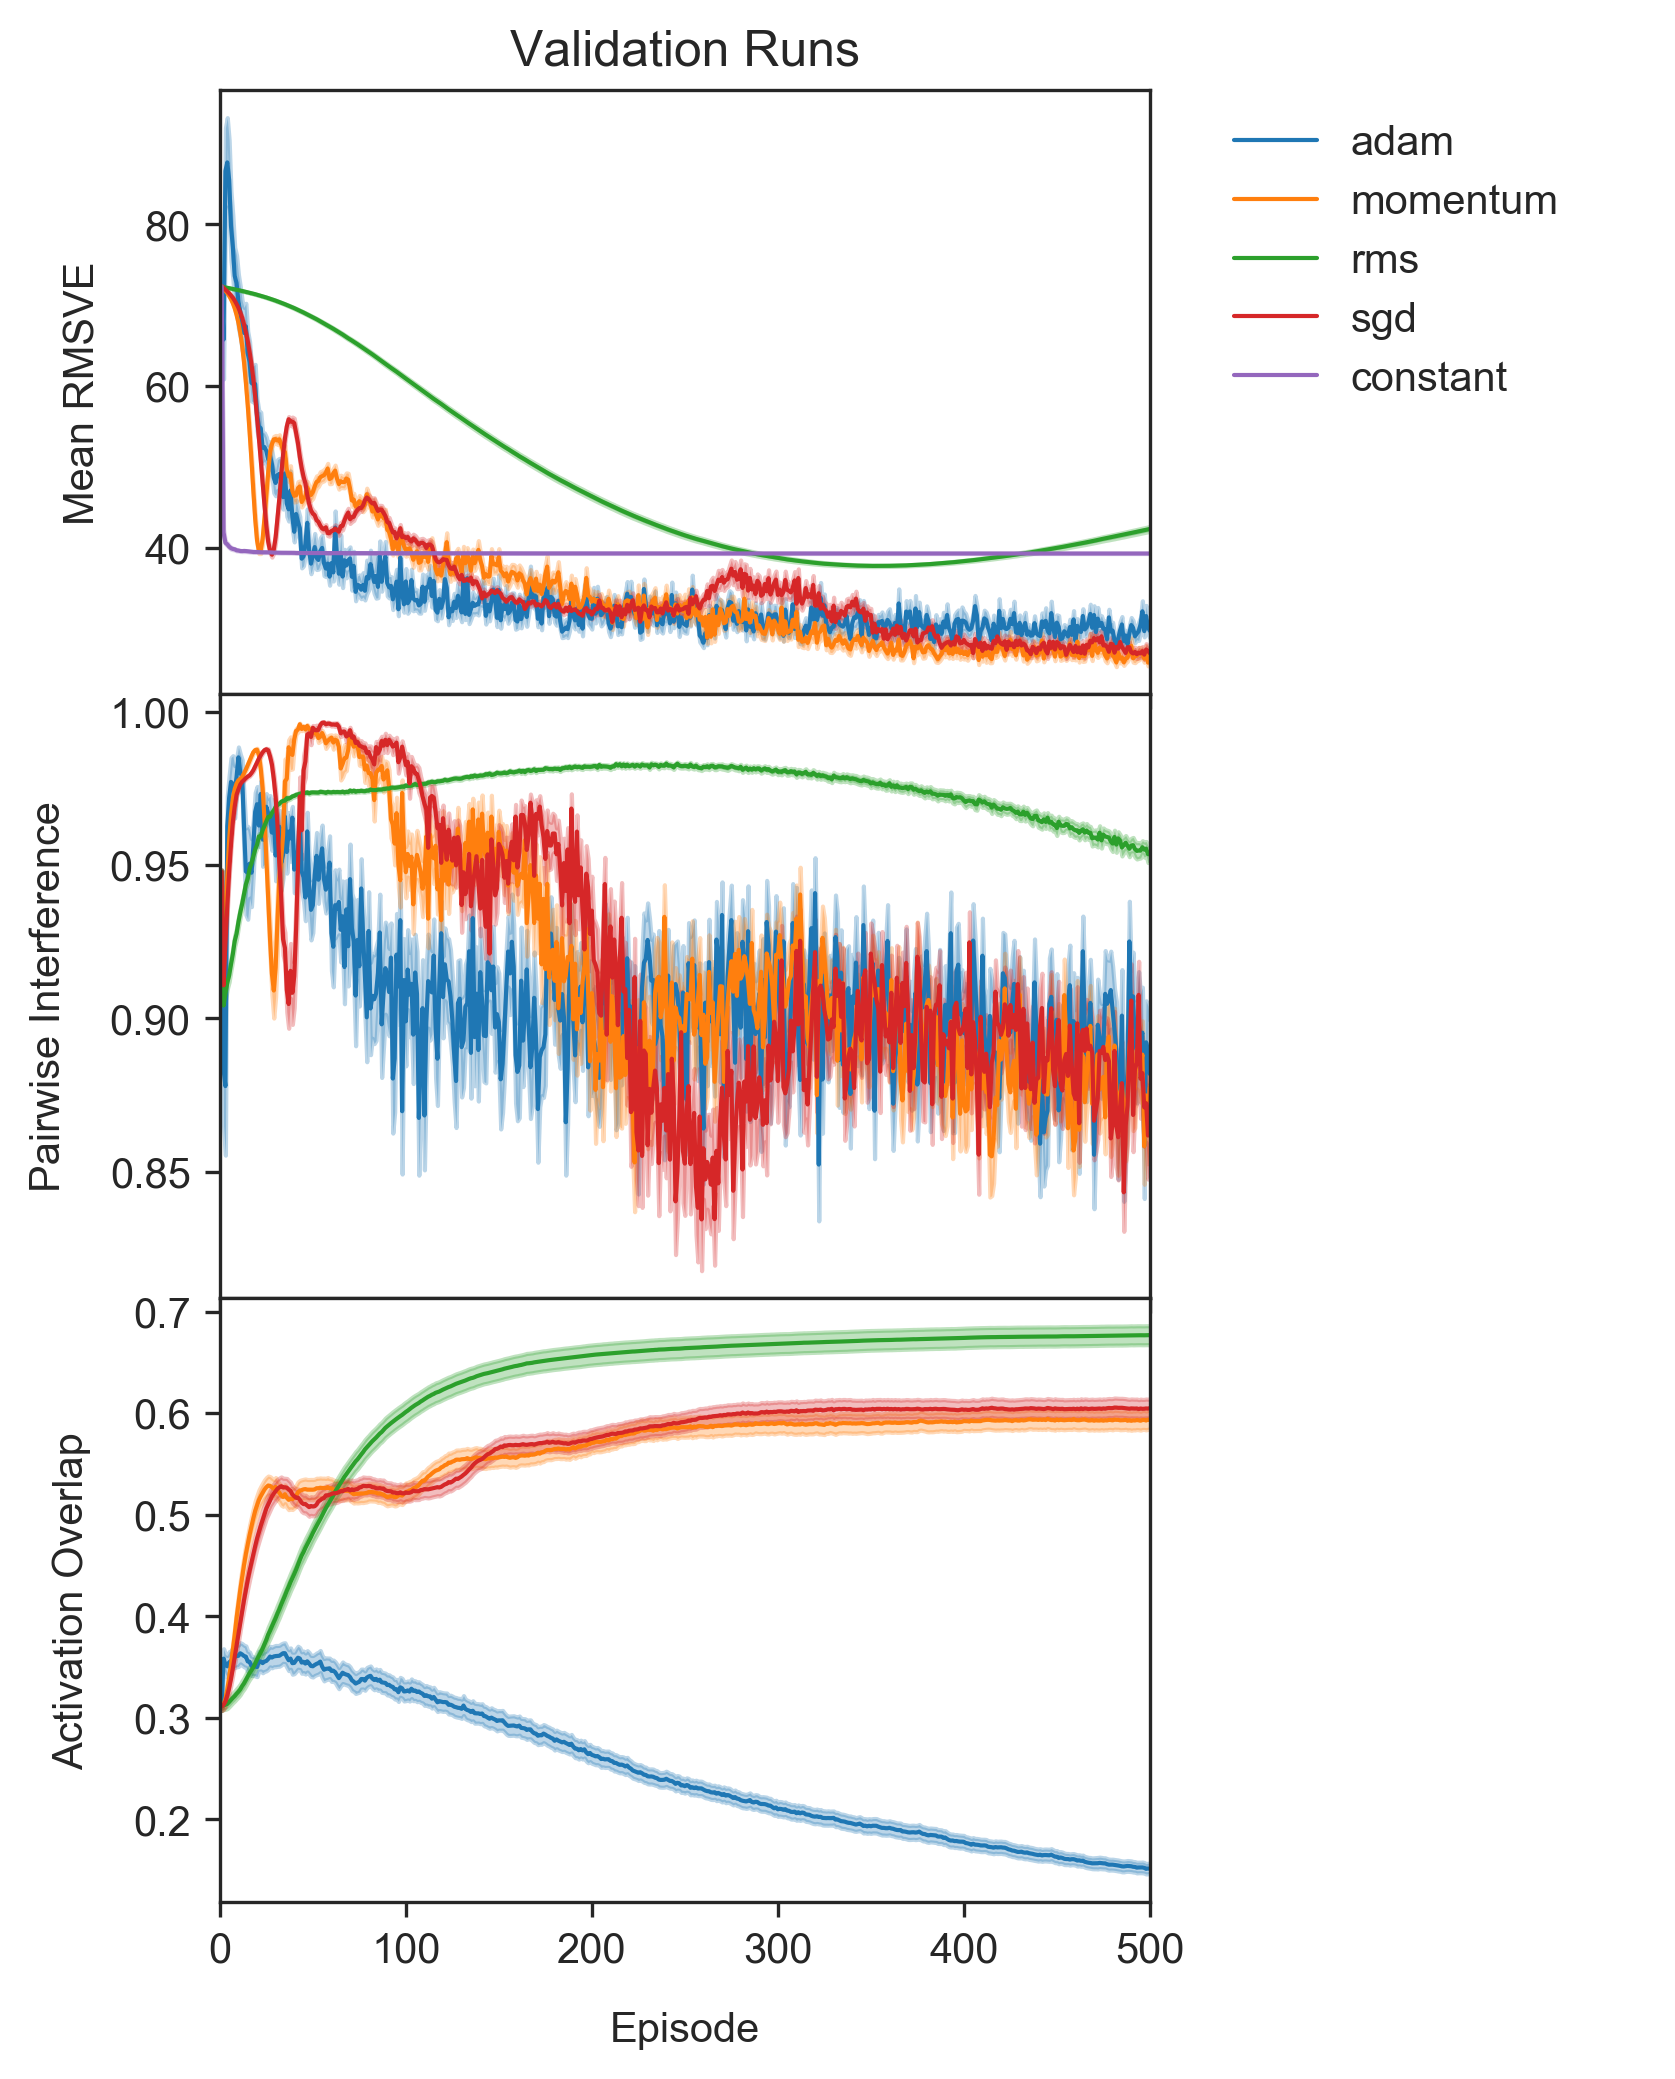 Validation Runs
adam
momentum
rms
sgd
constant
Mean RMSVE
80
60
40
Pairwise Interference
1.00
0.95
0.90
0.85
Activation Overlap
0.7
0.6
0.5
0.4
0.3
0.2
0 100 200 300 400 500
Episode